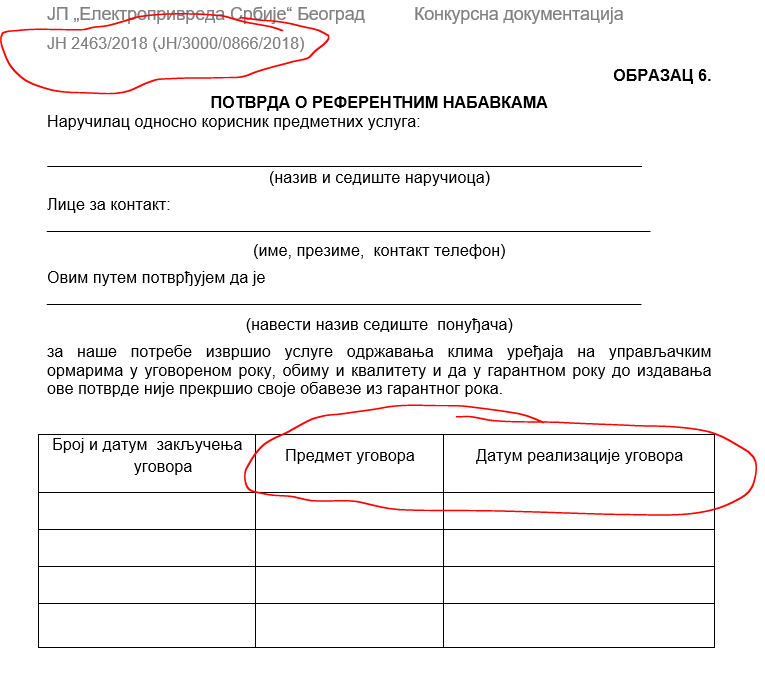 ЈП „Електропривреда Србије“ Београд Конкурсна документација
ЈН 2463/2018 (ЈН/3000/0866/2018)
ОБРАЗАЦ 6.
ПОТВРДА О РЕФЕРЕНТНИМ НАБАВКАМА
Наручилац односно корисник предметних услуга:
(назив и седиште наручиоца)
Лице за контакт:
(име, презиме, контакт телефон)
Овим путем потврђујем да је
(навести назив седиште понуђача)
за наше потребе извршио услуге одржавања клима уређаја на управљачким
ормарима у уговореном року, обиму и квалитету и да у гарантном року до издавања
ове потврде није прекршио своје обавезе из гарантног рока.
Број и датум закључења
уговора
Предмет уговора
Датум реализације уговора